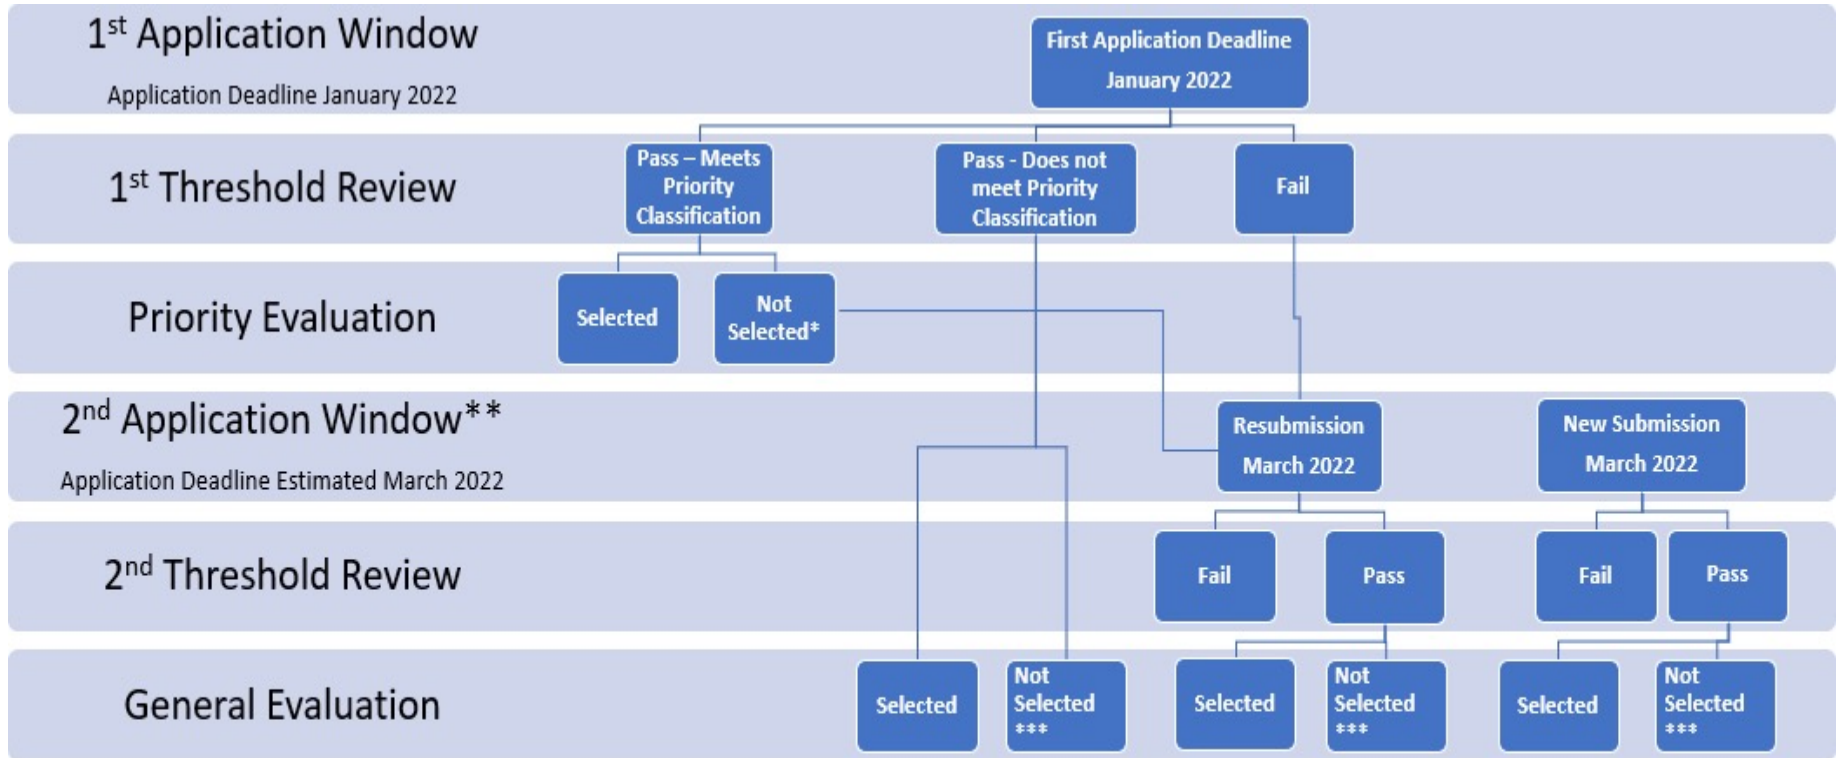 1st Application Window
Application Deadline January 2022
First Application Deadline
January 2022
1st Threshold Review
Pass – Meets
Priority
Classification
Pass - Does not
meet Priority
Classification
Fail
Priority Evaluation
Selected
Not
Selected*
2nd Application Window**
Application Deadline Estimated March 2022
Resubmission
March 2022
New Submission
March 2022
2nd Threshold Review
Fail
Pass
Fail
Pass
General Evaluation
Selected
Not
Selected
***
Selected
Not
Selected
***
Selected
Not
Selected
***